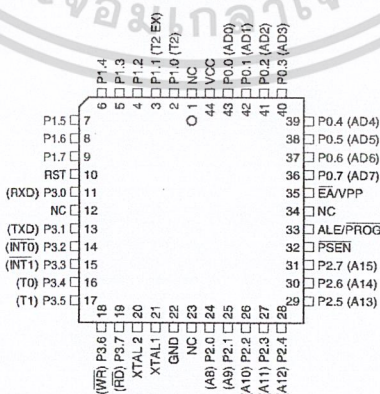 P1.4
P1.3
P1.2
P1.1 (T2 EX)
P1.0 (T2)
NC
VCC
P0.0 (AD0)
P0.1 (AD1)
P0.2 (AD2)
P0.3 (AD3)
6 5 4 3 2 1 44 43 42 41 40
P1.5 7
P1.6 8
P1.7 9
RST 10
(RXD) P3.0 11
NC 12
(TXD) P3.1 13
(INT0) P3.2 14
(INT1) P3.3 15
(T0) P3.4 16
(T1) P3.5 17
39 P0.4 (AD4)
38 P0.5 (AD5)
37 P0.6 (AD6)
36 P0.7 (AD7)
35 EA/VPP
34 NC
33 ALE/PROG
32 PSEN
31 P2.7 (A15)
30 P2.6 (A14)
29 P2.5 (A13)
18 19 20 21 22 23 24 25 26 27 28
(WR) P3.6
(RD) P3.7
XTAL2
XTAL1
GND
NC
(A8) P2.0
(A9) P2.1
(A10) P2.2
(A11) P2.3
(A12) P2.4